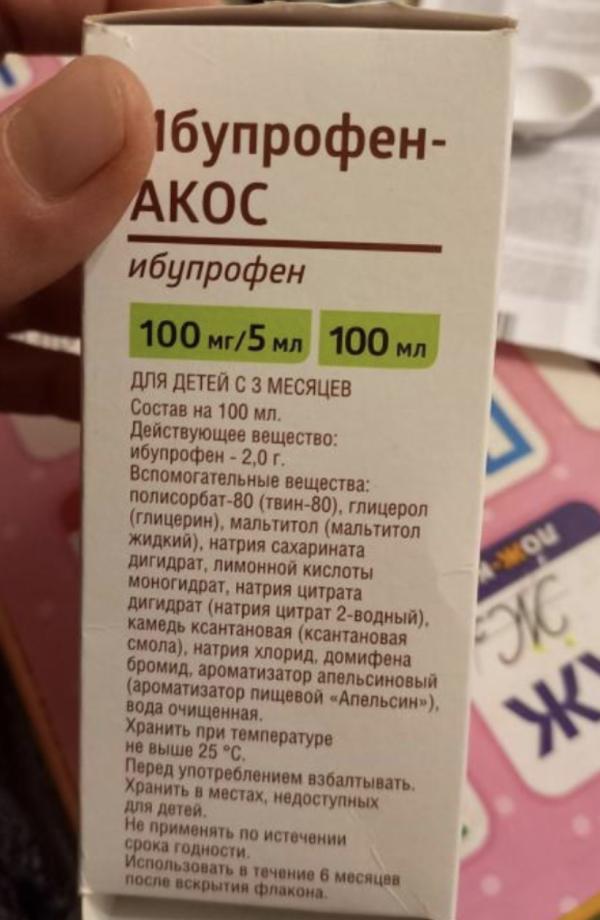 Ибупрофен-
АКОС
ибупрофен
100 мг/5 мл 100 мл
ДЛЯ ДЕТЕЙ С 3 МЕСЯЦЕВ
Состав на 100 мл.
Действующее вещество:
ибупрофен - 2,0 г.
Вспомогательные вещества:
полисорбат-80 (твин-80), глицерол
(глицерин), мальтитол (мальтитол
жидкий), натрия сахарината
дигидрат, лимонной кислоты
моногидрат, натрия цитрата
дигидрат (натрия цитрат 2-водный),
камедь ксантановая (ксантановая
смола), натрия хлорид, домифена
бромид, ароматизатор апельсиновый
(ароматизатор пищевой «Апельсин»),
вода очищенная.
Хранить при температуре
не выше 25 °С.
Перед употреблением взбалтывать.
Хранить в местах, недоступных
для детей.
Не применять по истечении
срока годности.
Использовать в течение 6 месяцев
после вскрытия флакона.